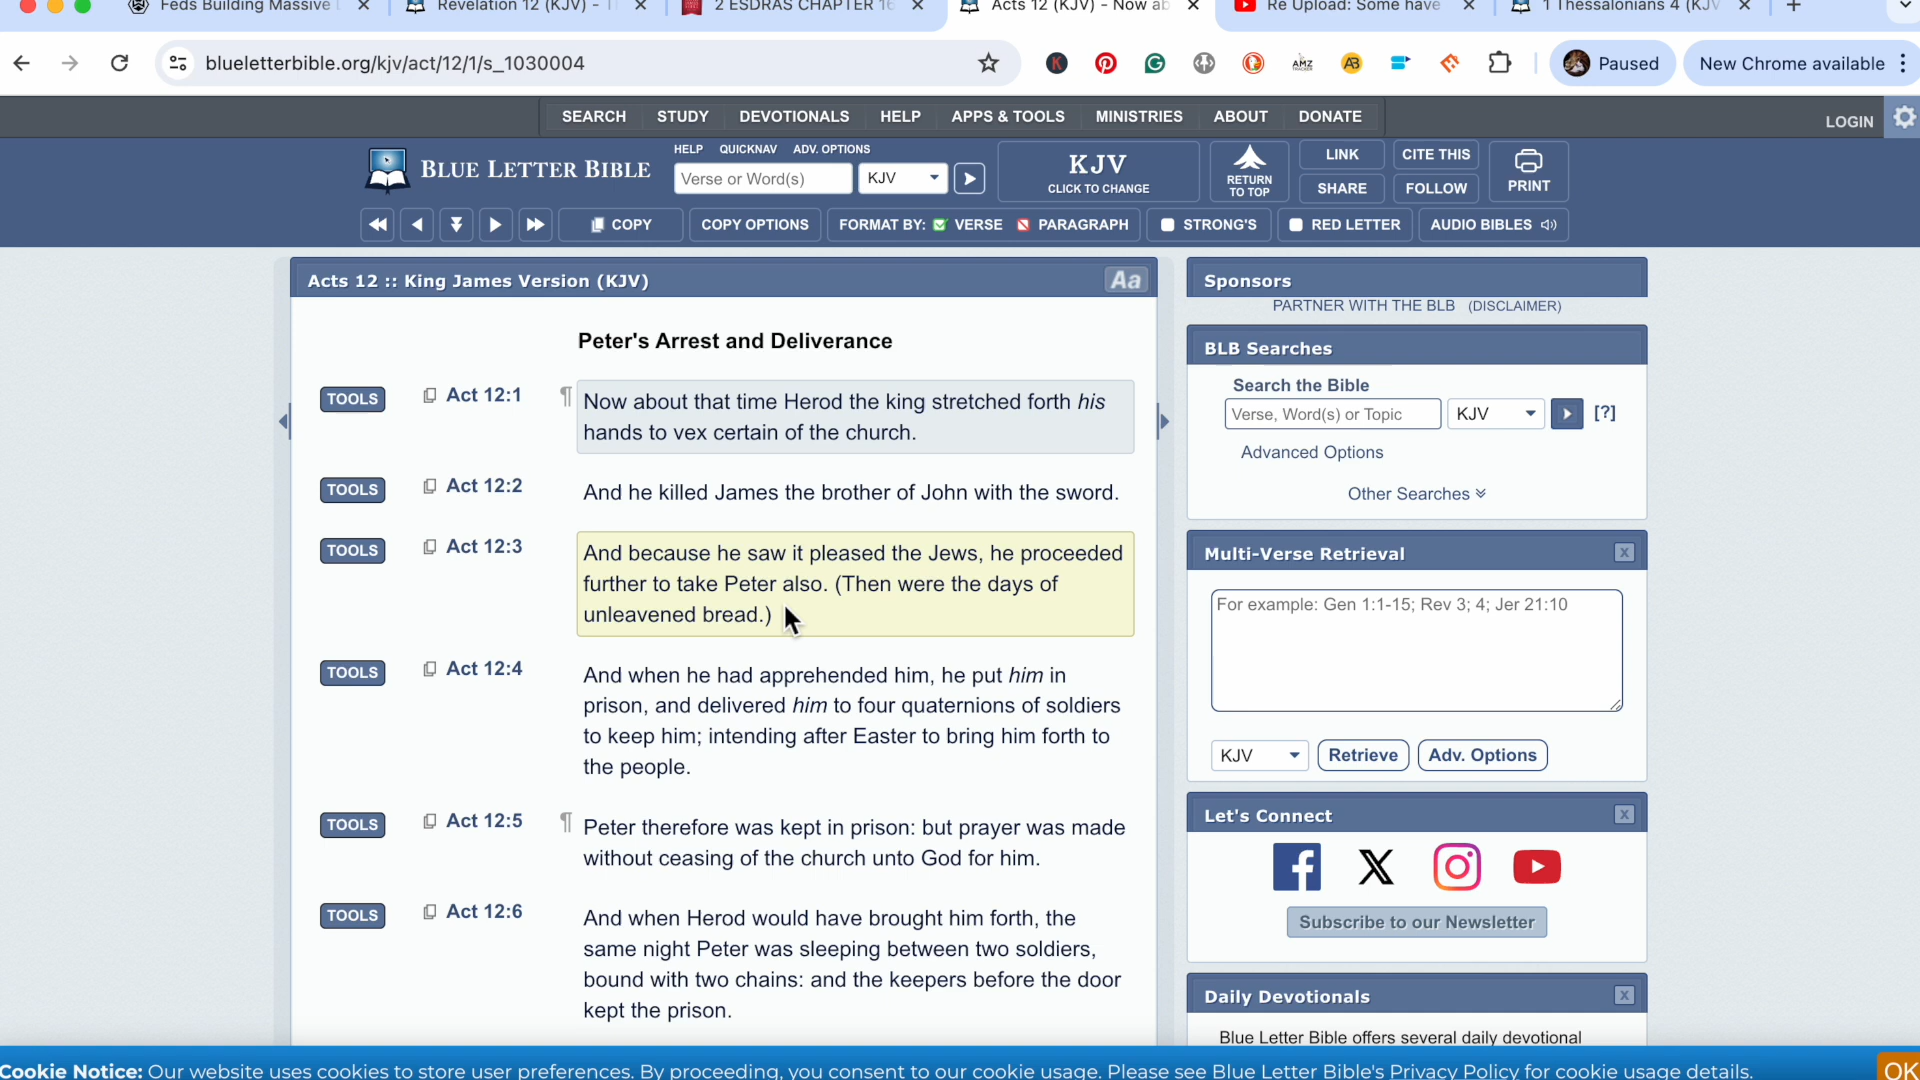 Feds Building Massive
Revelation 12 (KJV) -
2 ESDRAS CHAPTER 16
Acts 12 (KJV) - Now ab
Re Upload: Some have
1 Thessalonians 4 (KJV
blueletterbible.org/kjv/act/12/1/s_1030004
Paused
New Chrome available
SEARCH STUDY DEVOTIONALS HELP APPS & TOOLS MINISTRIES ABOUT DONATE
LOGIN
BLUE LETTER BIBLE
HELP QUICKNAV ADV. OPTIONS
Verse or Word(s)
KJV
KJV
CLICK TO CHANGE
RETURN
TO TOP
LINK
CITE THIS
SHARE
FOLLOW
PRINT
COPY
COPY OPTIONS
FORMAT BY: VERSE PARAGRAPH
STRONG'S
RED LETTER
AUDIO BIBLES
Acts 12 :: King James Version (KJV)
Aa
Peter's Arrest and Deliverance
TOOLS Act 12:1 ¶ Now about that time Herod the king stretched forth his
hands to vex certain of the church.
TOOLS Act 12:2 And he killed James the brother of John with the sword.
TOOLS Act 12:3 And because he saw it pleased the Jews, he proceeded
further to take Peter also. (Then were the days of
unleavened bread.)
TOOLS Act 12:4 And when he had apprehended him, he put him in
prison, and delivered him to four quaternions of soldiers
to keep him; intending after Easter to bring him forth to
the people.
TOOLS Act 12:5 ¶ Peter therefore was kept in prison: but prayer was made
without ceasing of the church unto God for him.
TOOLS Act 12:6 And when Herod would have brought him forth, the
same night Peter was sleeping between two soldiers,
bound with two chains: and the keepers before the door
kept the prison.
Sponsors
PARTNER WITH THE BLB (DISCLAIMER)
BLB Searches
Search the Bible
Verse, Word(s) or Topic
KJV
[?]
Advanced Options
Other Searches
Multi-Verse Retrieval
For example: Gen 1:1-15; Rev 3; 4; Jer 21:10
KJV
Retrieve
Adv. Options
Let's Connect
Subscribe to our Newsletter
Daily Devotionals
Blue Letter Bible offers several daily devotional
Cookie Notice: Our website uses cookies to store user preferences. By proceeding, you consent to our cookie usage. Please see Blue Letter Bible's Privacy Policy for cookie usage details.
OK